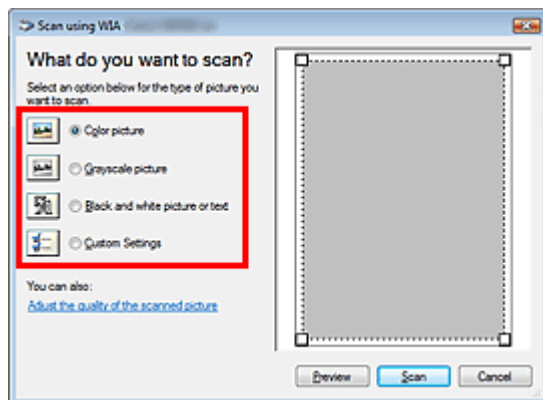 Scan using WIA
What do you want to scan?
Select an option below for the type of picture you
want to scan.
Color picture
Grayscale picture
Black and white picture or text
Custom Settings
You can also:
Adjust the quality of the scanned picture
Preview
Scan
Cancel